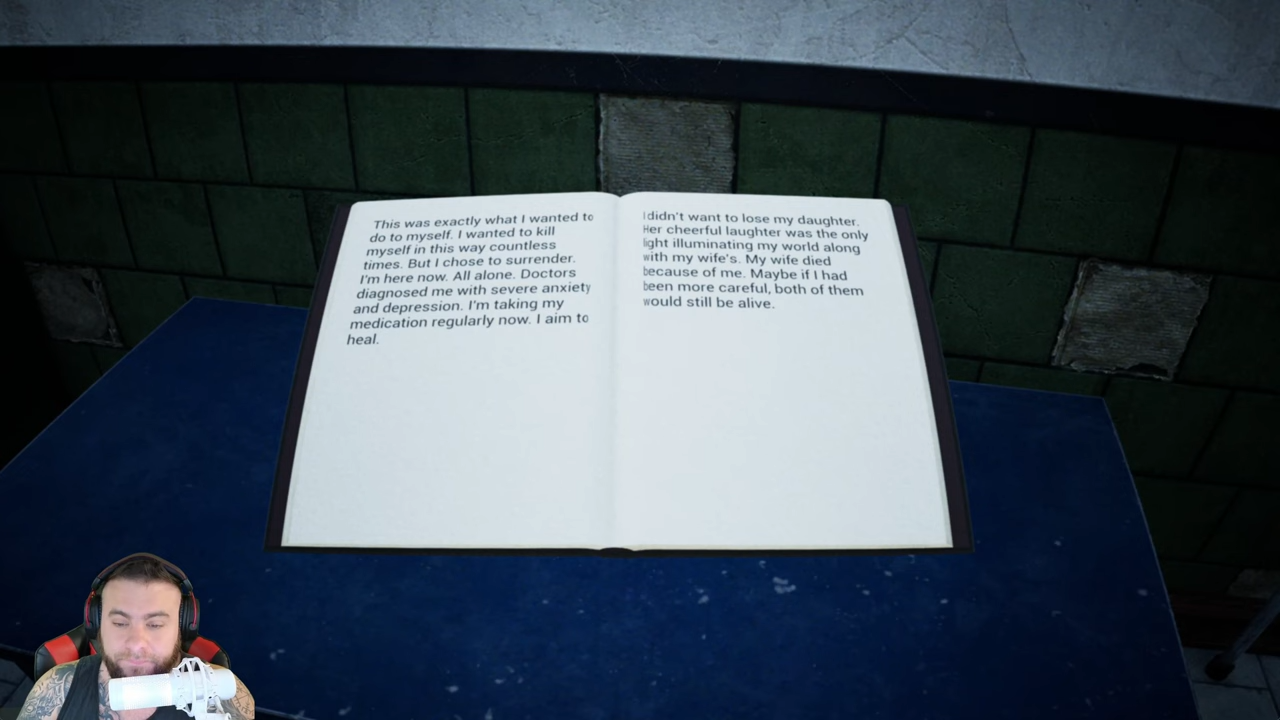 This was exactly what I wanted to
do to myself. I wanted to kill
myself in this way countless
times. But I chose to surrender.
I'm here now. All alone. Doctors
diagnosed me with severe anxiety
and depression. I'm taking my
medication regularly now. I aim to
heal.
I didn't want to lose my daughter.
Her cheerful laughter was the only
light illuminating my world along
with my wife's. My wife died
because of me. Maybe if I had
been more careful, both of them
would still be alive.